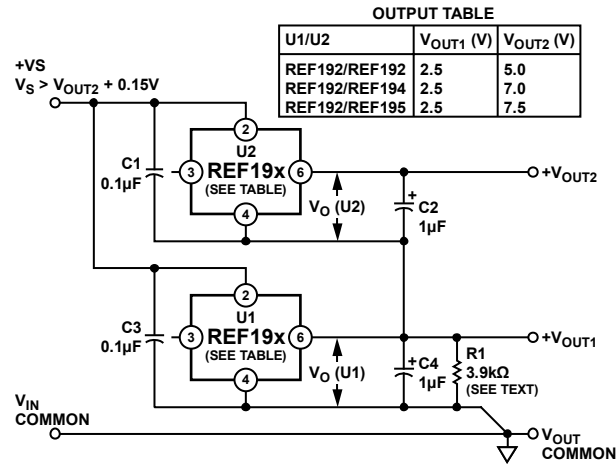 OUTPUT TABLE
U1/U2 VOUT1 (V) VOUT2 (V)
REF192/REF192 2.5 5.0
REF192/REF194 2.5 7.0
REF192/REF195 2.5 7.5
+VS
VS > VOUT2 + 0.15V
2
U2
C1
0.1µF
3
REF19x
6
(SEE TABLE)
4
VO (U2)
+
C2
1µF
+VOUT2
2
U1
C3
0.1µF
3
REF19x
6
(SEE TABLE)
4
VO (U1)
+
C4
1µF
R1
3.9kΩ
(SEE TEXT)
+VOUT1
VIN
COMMON
VOUT
COMMON